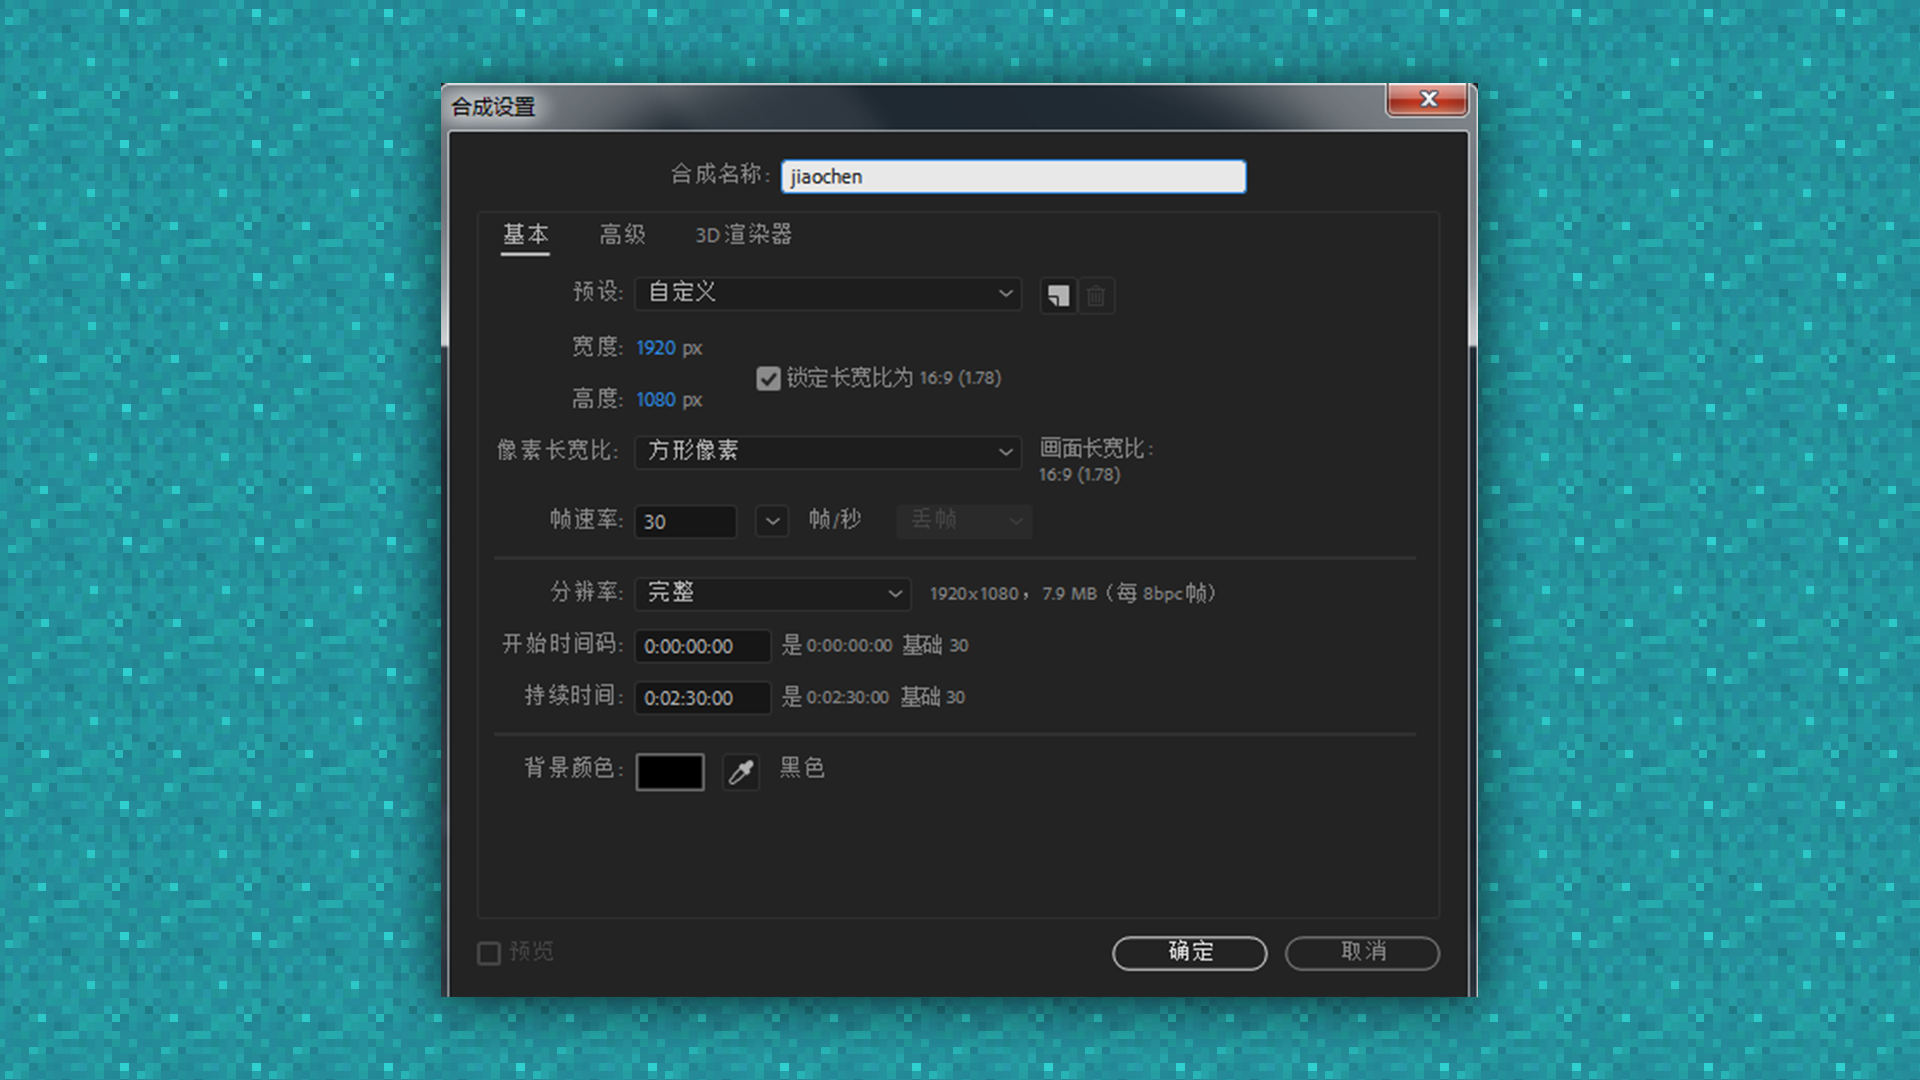 合成设置
合成名称: jiaochen
基本 高级 3D 渲染器
预设: 自定义
宽度: 1920 px
锁定长宽比为 16:9 (1.78)
高度: 1080 px
像素长宽比: 方形像素 画面长宽比:
16:9 (1.78)
帧速率: 30 帧/秒 丢帧
分辨率: 完整 1920x1080，7.9 MB（每 8bpc 帧）
开始时间码: 0:00:00:00 是 0:00:00:00 基础 30
持续时间: 0:02:30:00 是 0:02:30:00 基础 30
背景颜色: 黑色
预览 确定 取消